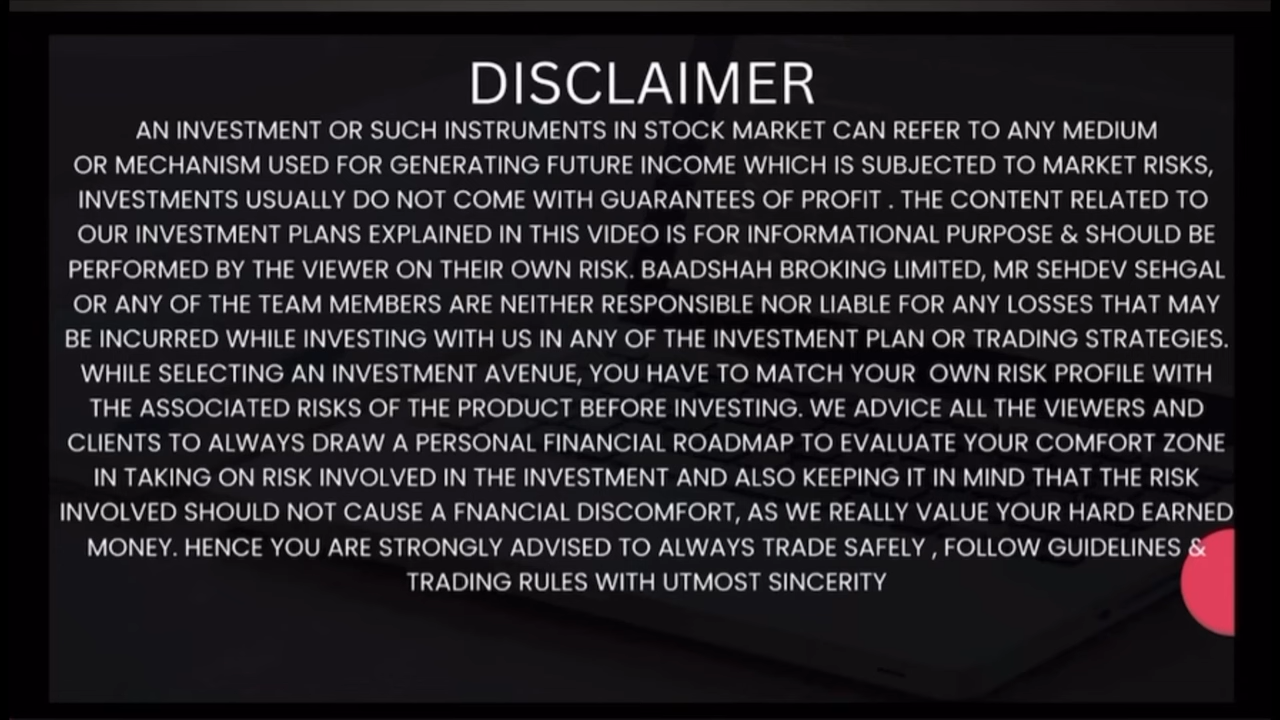 DISCLAIMER
AN INVESTMENT OR SUCH INSTRUMENTS IN STOCK MARKET CAN REFER TO ANY MEDIUM
OR MECHANISM USED FOR GENERATING FUTURE INCOME WHICH IS SUBJECTED TO MARKET RISKS,
INVESTMENTS USUALLY DO NOT COME WITH GUARANTEES OF PROFIT . THE CONTENT RELATED TO
OUR INVESTMENT PLANS EXPLAINED IN THIS VIDEO IS FOR INFORMATIONAL PURPOSE & SHOULD BE
PERFORMED BY THE VIEWER ON THEIR OWN RISK. BAADSHAH BROKING LIMITED, MR SEHDEV SEHGAL
OR ANY OF THE TEAM MEMBERS ARE NEITHER RESPONSIBLE NOR LIABLE FOR ANY LOSSES THAT MAY
BE INCURRED WHILE INVESTING WITH US IN ANY OF THE INVESTMENT PLAN OR TRADING STRATEGIES.
WHILE SELECTING AN INVESTMENT AVENUE, YOU HAVE TO MATCH YOUR  OWN RISK PROFILE WITH
THE ASSOCIATED RISKS OF THE PRODUCT BEFORE INVESTING. WE ADVICE ALL THE VIEWERS AND
CLIENTS TO ALWAYS DRAW A PERSONAL FINANCIAL ROADMAP TO EVALUATE YOUR COMFORT ZONE
IN TAKING ON RISK INVOLVED IN THE INVESTMENT AND ALSO KEEPING IT IN MIND THAT THE RISK
INVOLVED SHOULD NOT CAUSE A FNANCIAL DISCOMFORT, AS WE REALLY VALUE YOUR HARD EARNED
MONEY. HENCE YOU ARE STRONGLY ADVISED TO ALWAYS TRADE SAFELY , FOLLOW GUIDELINES &
TRADING RULES WITH UTMOST SINCERITY